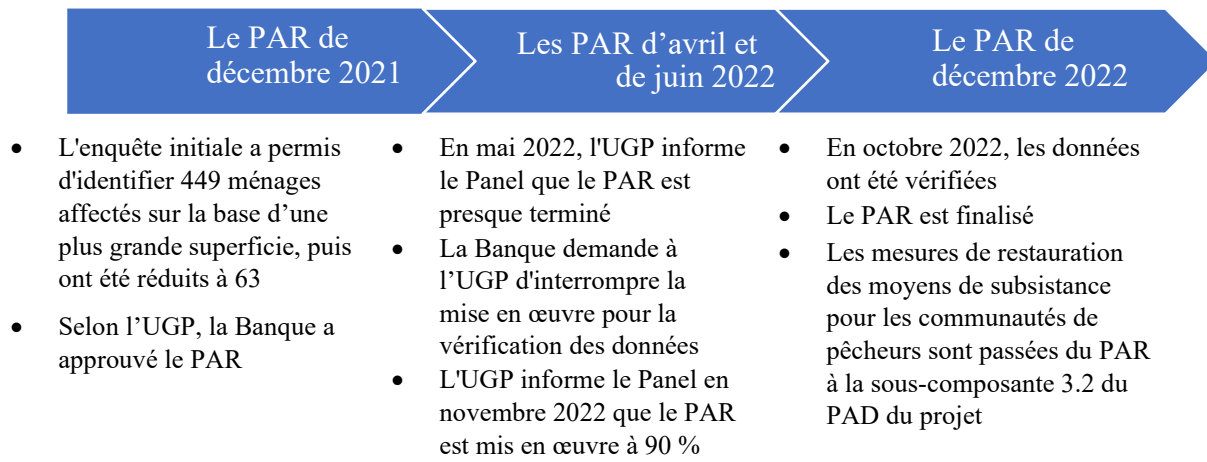 Le PAR de
décembre 2021
Les PAR d’avril et
de juin 2022
Le PAR de
décembre 2022
• L'enquête initiale a permis
d'identifier 449 ménages
affectés sur la base d’une
plus grande superficie, puis
ont été réduits à 63
• Selon l’UGP, la Banque a
approuvé le PAR
• En mai 2022, l'UGP informe
le Panel que le PAR est
presque terminé
• La Banque demande à
l’UGP d'interrompre la
mise en œuvre pour la
vérification des données
• L'UGP informe le Panel en
novembre 2022 que le PAR
est mis en œuvre à 90 %
• En octobre 2022, les données
ont été vérifiées
• Le PAR est finalisé
• Les mesures de restauration
des moyens de subsistance
pour les communautés de
pêcheurs sont passées du PAR
à la sous-composante 3.2 du
PAD du projet